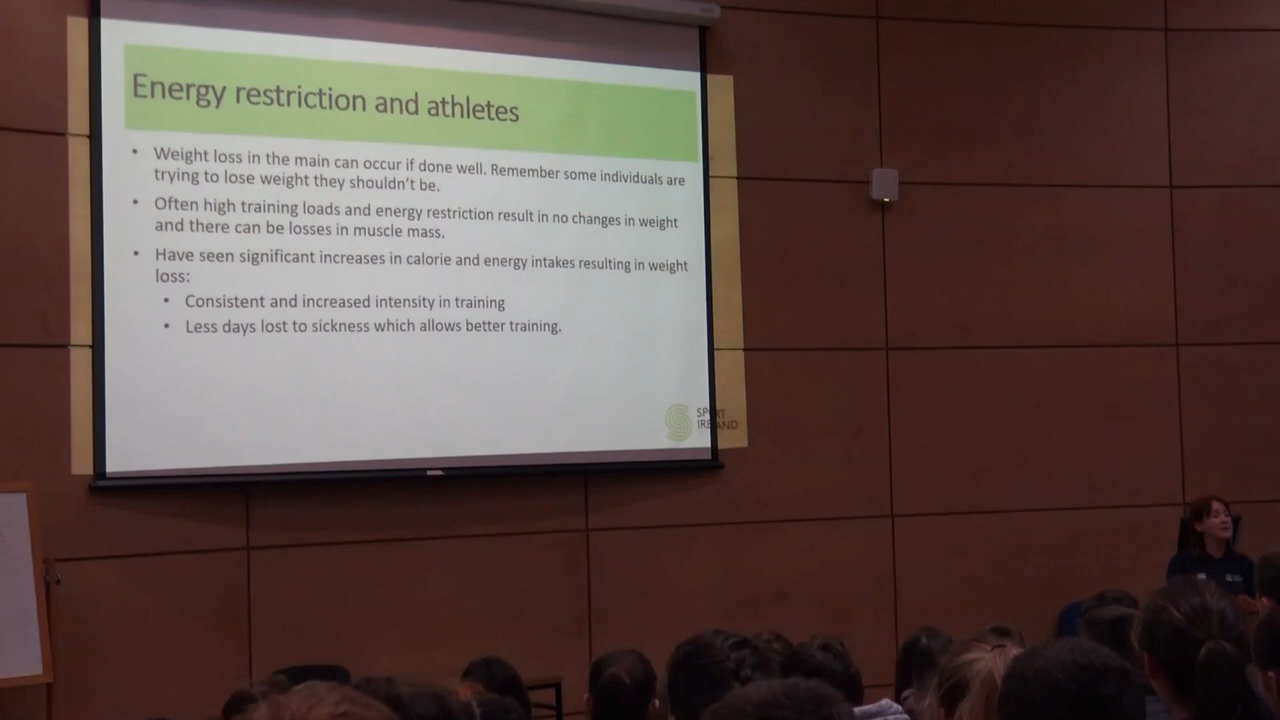 Energy restriction and athletes
• Weight loss in the main can occur if done well. Remember some individuals are
trying to lose weight they shouldn't be.
• Often high training loads and energy restriction result in no changes in weight
and there can be losses in muscle mass.
• Have seen significant increases in calorie and energy intakes resulting in weight
loss:
• Consistent and increased intensity in training
• Less days lost to sickness which allows better training.
SPORT
IRELAND